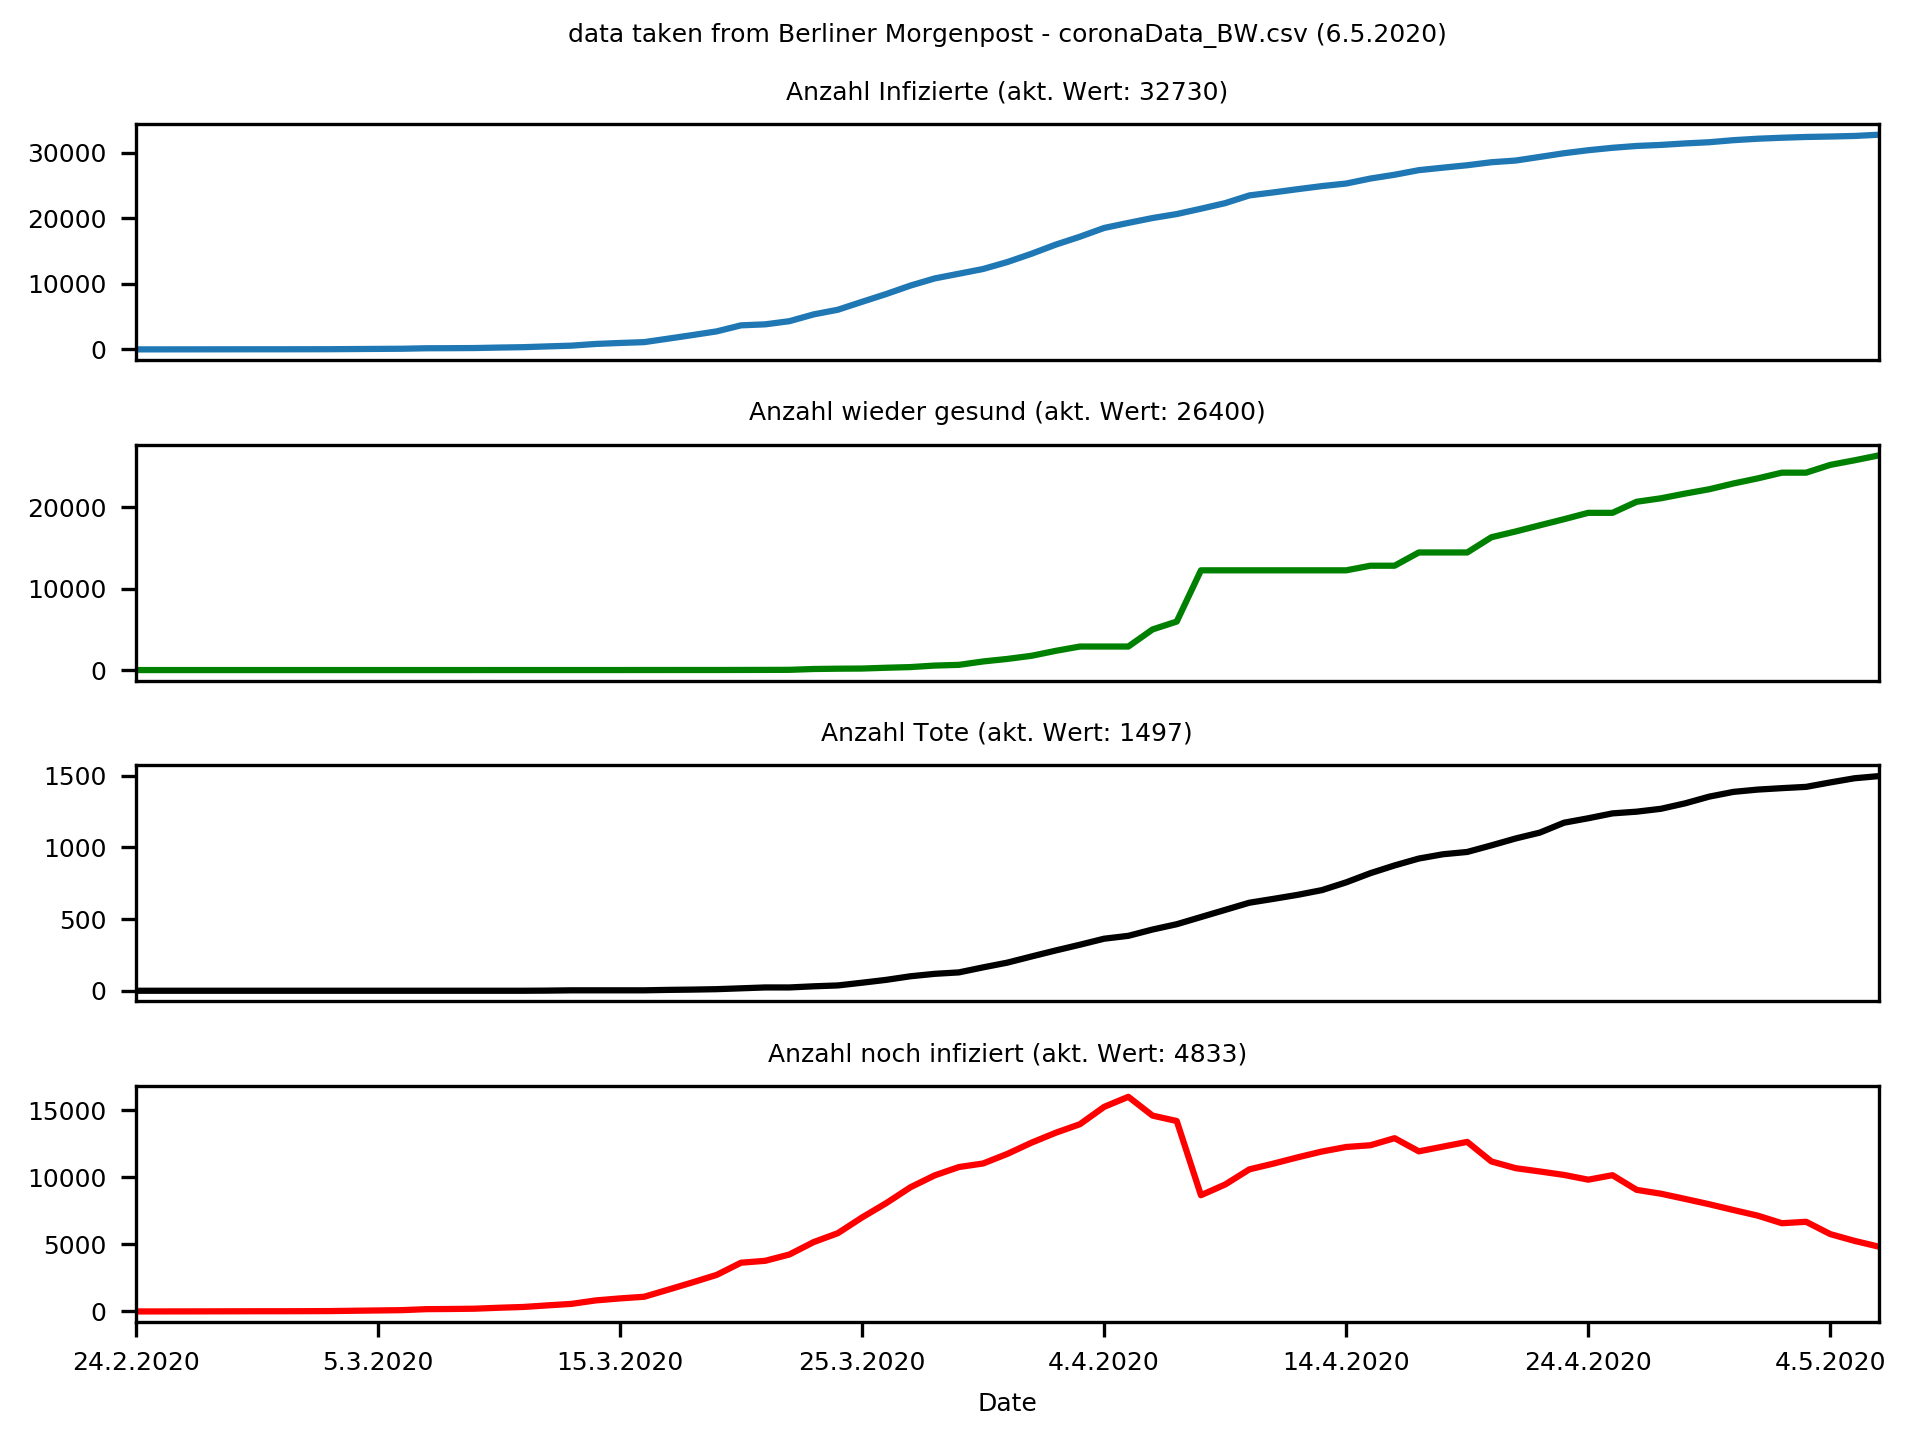 data taken from Berliner Morgenpost - coronaData_BW.csv (6.5.2020)
Anzahl Infizierte (akt. Wert: 32730)
30000
20000
10000
0
Anzahl wieder gesund (akt. Wert: 26400)
20000
10000
0
Anzahl Tote (akt. Wert: 1497)
1500
1000
500
0
Anzahl noch infiziert (akt. Wert: 4833)
15000
10000
5000
0
24.2.2020 5.3.2020 15.3.2020 25.3.2020 4.4.2020 14.4.2020 24.4.2020 4.5.2020
Date